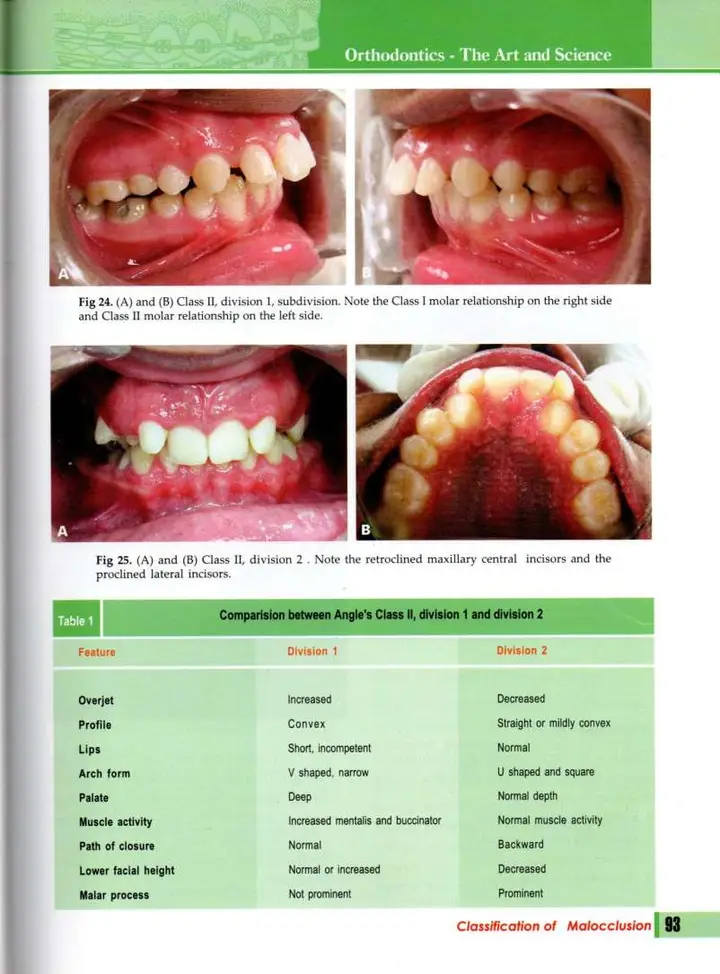 Orthodontics - The Art and Science
A
B
Fig 24. (A) and (B) Class II, division 1, subdivision. Note the Class I molar relationship on the right side
and Class II molar relationship on the left side.
A
B
Fig 25. (A) and (B) Class II, division 2 . Note the retroclined maxillary central incisors and the
proclined lateral incisors.
Table 1
Comparision between Angle's Class II, division 1 and division 2
Feature Division 1 Division 2
Overjet Increased Decreased
Profile Convex Straight or mildly convex
Lips Short, incompetent Normal
Arch form V shaped, narrow U shaped and square
Palate Deep Normal depth
Muscle activity Increased mentalis and buccinator Normal muscle activity
Path of closure Normal Backward
Lower facial height Normal or increased Decreased
Malar process Not prominent Prominent
Classification of Malocclusion 93